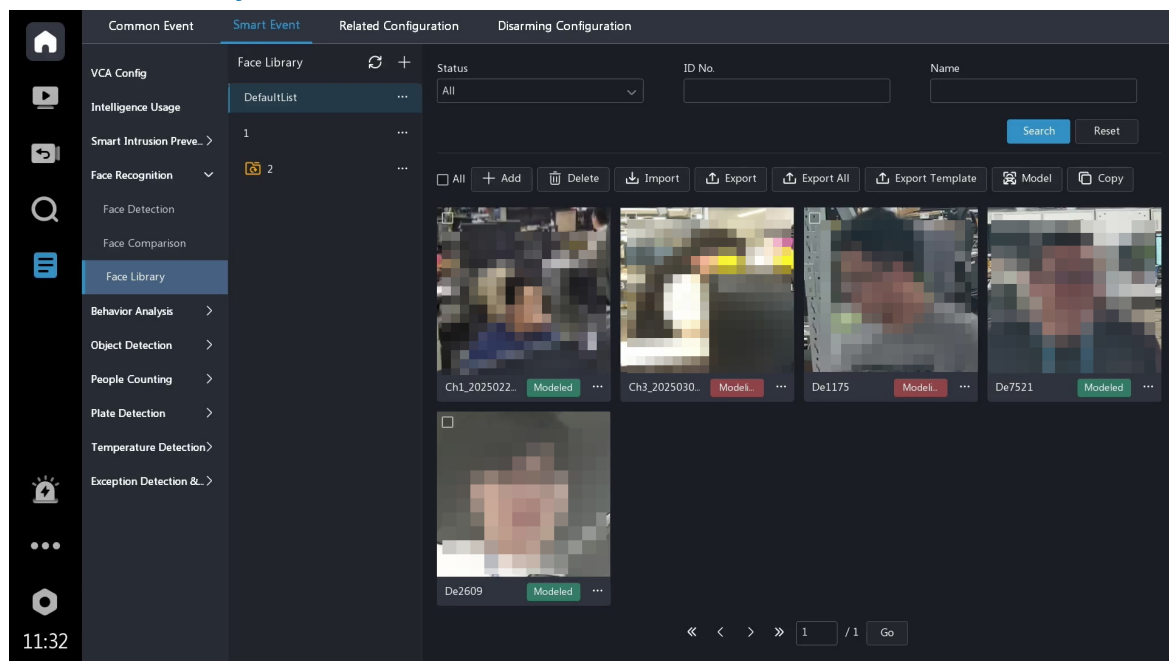 Common Event Smart Event Related Configuration Disarming Configuration
VCA Config
Intelligence Usage
Smart Intrusion Preve...
Face Recognition
Face Detection
Face Comparison
Face Library
Behavior Analysis
Object Detection
People Counting
Plate Detection
Temperature Detection
Exception Detection &...
11:32
Face Library
DefaultList
1
2
Status ID No. Name
All
Search Reset
All Add Delete Import Export Export All Export Template Model Copy
Ch1_2025022... Modeled
Ch3_2025030... Modeli...
De1175 Modeli...
De7521 Modeled
De2609 Modeled
1 /1 Go